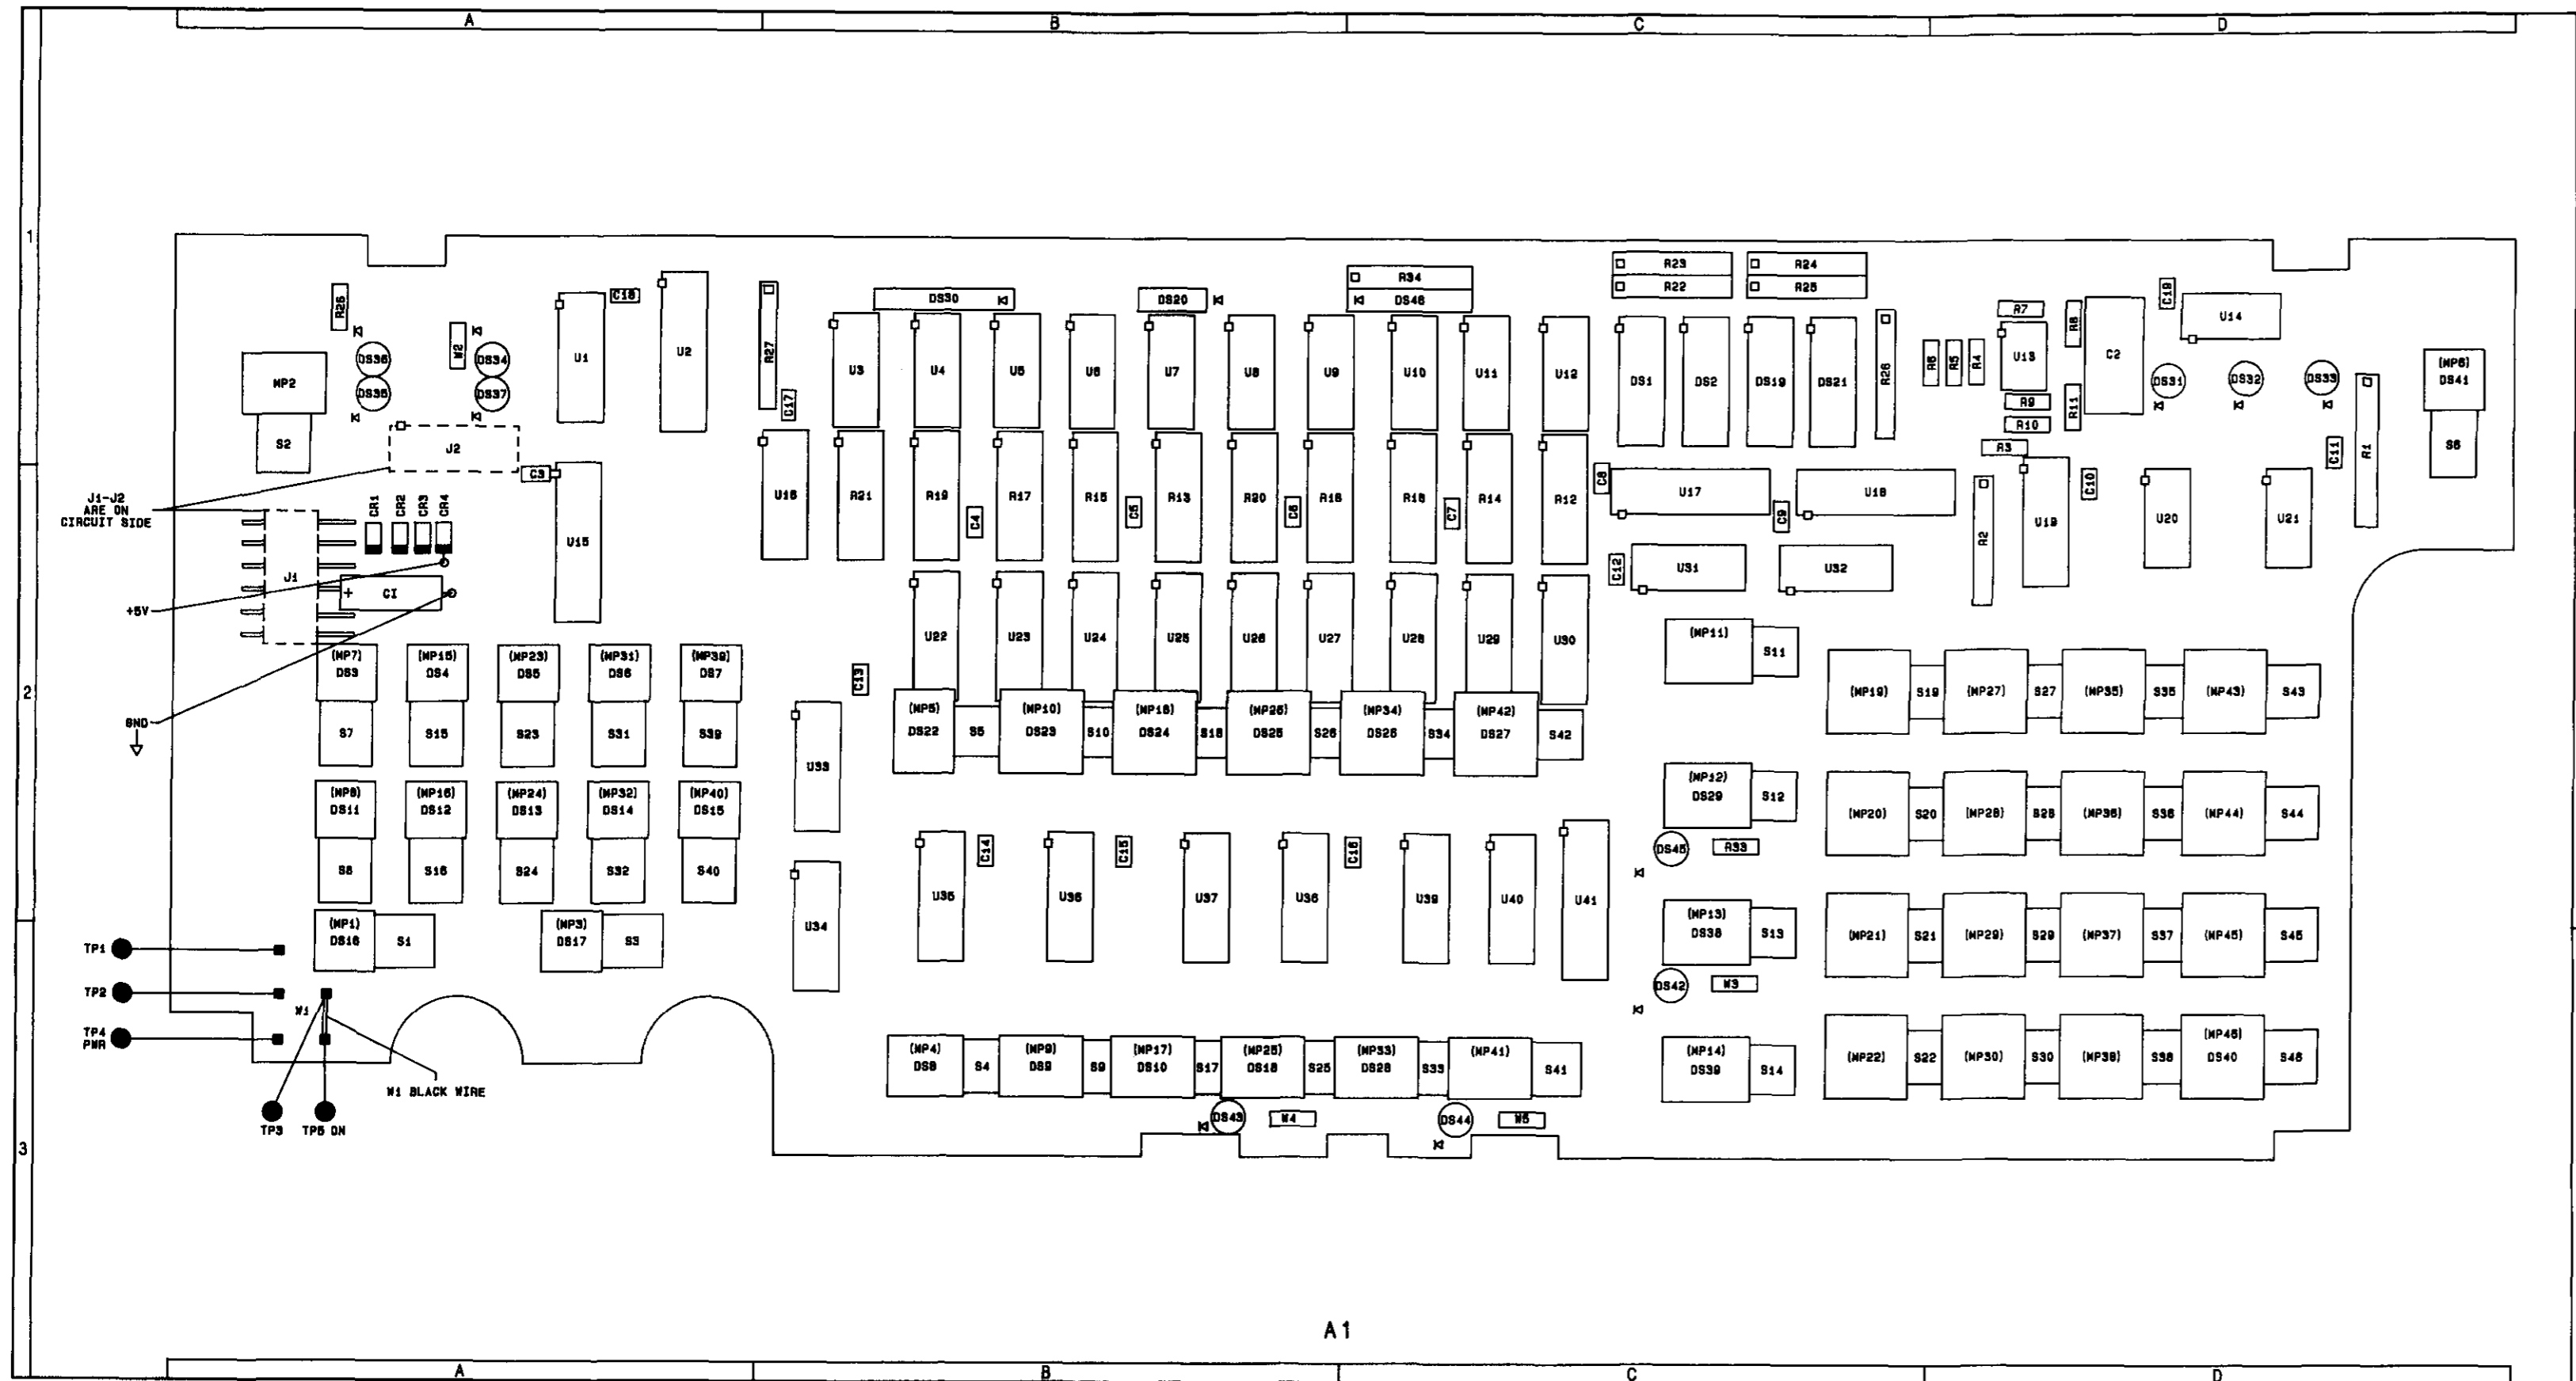 A B C D
1
R23 R24
R34
R22 R25
C18 DS30 DS20 DS46 C19
R26 R7 R8 U14
DS36 W2 DS34 U1 U2 R27 U3 U4 U5 U6 U7 U8 U9 U10 U11 U12 DS1 DS2 DS19 DS21 R28 R6 R5 R4 U13 C2 (MP6)
MP2 DS35 DS37 DS31 DS32 DS33 DS41
C17 R9 R11
R10
S2 J2 R3 C11 R1 S6
C3 C8 C10
J1-J2
ARE ON
CIRCUIT SIDE
CR1 CR2 CR3 CR4
U16 R21 R19 R17 R15 R13 R20 R18 R16 R14 R12 U17 U18
C4 C5 C6 C7 C9
U15 R2 U19 U20 U21
J1 C12 U31 U32
+ CI
+5V
U22 U23 U24 U25 U26 U27 U28 U29 U30 (MP11) S11
(MP7) (MP15) (MP23) (MP31) (MP39)
DS3 DS4 DS5 DS6 DS7
C13
2
(MP19) S19 (MP27) S27 (MP35) S35 (MP43) S43
(MP5) (MP10) (MP18) (MP26) (MP34) (MP42)
GND
S7 S15 S23 S31 S39 DS22 S5 DS23 S10 DS24 S18 DS25 S26 DS26 S34 DS27 S42
U33
(MP12)
(MP8) (MP16) (MP24) (MP32) (MP40)
DS11 DS12 DS13 DS14 DS15 DS29 S12
(MP20) S20 (MP28) S28 (MP36) S36 (MP44) S44
C14 C15 C16 DS45 R33
S8 S16 S24 S32 S40
U34 U35 U36 U37 U38 U39 U40 U41
(MP1) (MP3) (MP13)
DS16 S1 DS17 S3 DS38 S13
(MP21) S21 (MP29) S29 (MP37) S37 (MP45) S45
TP1
DS42 W3
TP2
W1
TP4
PWR
(MP4) (MP9) (MP17) (MP25) (MP33) (MP41) (MP14) (MP46)
DS8 S4 DS9 S9 DS10 S17 DS18 S25 DS28 S33 S41 DS39 S14 (MP22) S22 (MP30) S30 (MP38) S38 DS40 S46
W1 BLACK WIRE
DS43 W4 DS44 W5
TP3 TP5 ON
3
A1
A B C D